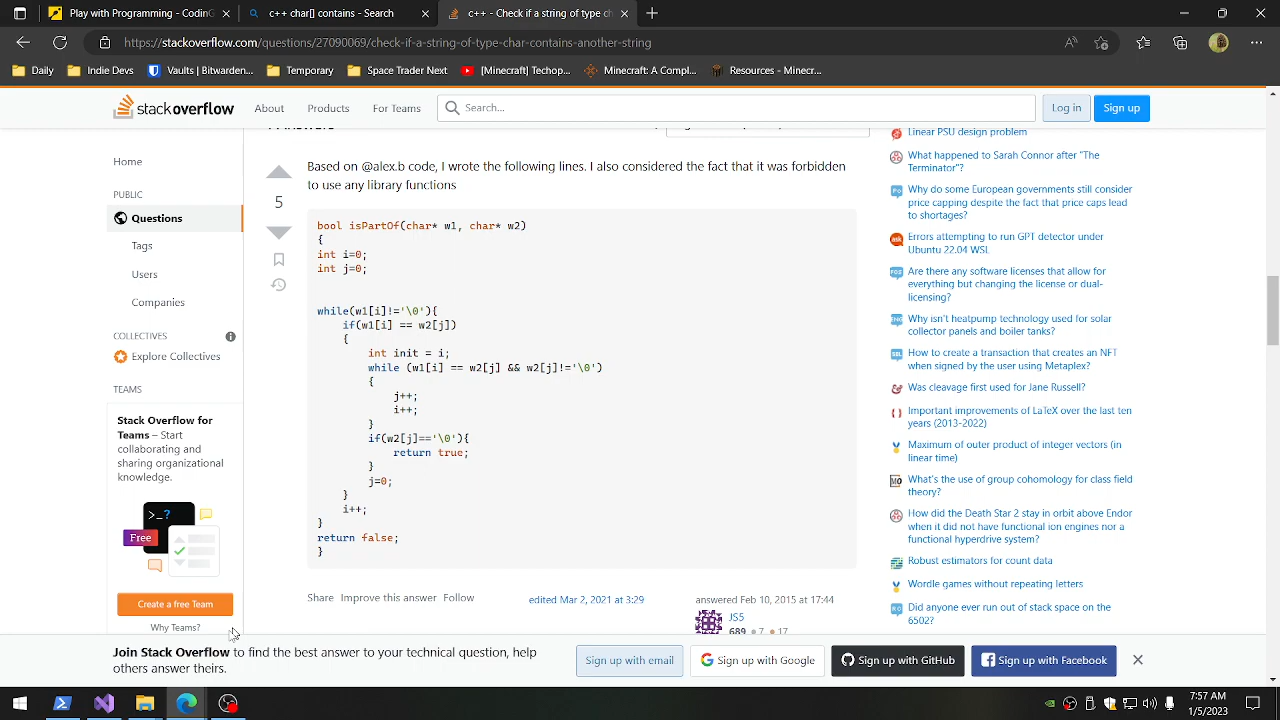 Playing with PowerToys -
c++ char[] contains - Search
c++ - Check if a string of type ch
https://stackoverflow.com/questions/27090069/check-if-a-string-of-type-char-contains-another-string
Daily
Indie Devs
Vaults | Bitwarden...
Temporary
Space Trader Next
[Minecraft] Techop...
Minecraft: A Compl...
Resources - Minecr...
stackoverflow
About
Products
For Teams
Search...
Log in
Sign up
Home
PUBLIC
Questions
Tags
Users
Companies
COLLECTIVES
Explore Collectives
TEAMS
Stack Overflow for
Teams – Start
collaborating and
sharing organizational
knowledge.
>_?
Free
Create a free Team
Why Teams?
Based on @alex.b code, I wrote the following lines. I also considered the fact that it was forbidden
to use any library functions
5
bool isPartOf(char* w1, char* w2)
{
int i=0;
int j=0;
while(w1[i]!='\0'){
if(w1[i] == w2[j])
{
int init = i;
while (w1[i] == w2[j] && w2[j]!='\0')
{
j++;
i++;
}
if(w2[j]=='\0'){
return true;
}
j=0;
}
i++;
}
return false;
}
Share Improve this answer Follow
edited Mar 2, 2021 at 3:29
answered Feb 10, 2015 at 17:44
JS5
689 7 17
Linear PSU design problem
What happened to Sarah Connor after "The
Terminator"?
Why do some European governments still consider
price capping despite the fact that price caps lead
to shortages?
Errors attempting to run GPT detector under
Ubuntu 22.04 WSL
Are there any software licenses that allow for
everything but changing the license or dual-
licensing?
Why isn't heatpump technology used for solar
collector panels and boiler tanks?
How to create a transaction that creates an NFT
when signed by the user using Metaplex?
Was cleavage first used for Jane Russell?
Important improvements of LaTeX over the last ten
years (2013-2022)
Maximum of outer product of integer vectors (in
linear time)
What's the use of group cohomology for class field
theory?
How did the Death Star 2 stay in orbit above Endor
when it did not have functional ion engines nor a
functional hyperdrive system?
Robust estimators for count data
Wordle games without repeating letters
Did anyone ever run out of stack space on the
6502?
Join Stack Overflow to find the best answer to your technical question, help
others answer theirs.
Sign up with email
Sign up with Google
Sign up with GitHub
Sign up with Facebook
7:57 AM
1/5/2023